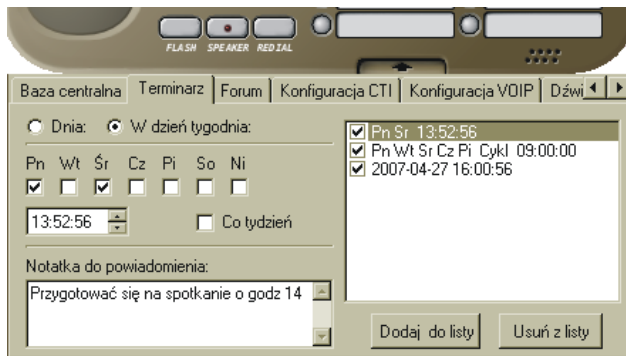 FLASH SPEAKER REDIAL
Baza centralna Terminarz Forum Konfiguracja CTI Konfiguracja VOIP Dźwi
Dnia: W dzień tygodnia:
Pn Wt Śr Cz Pi So Ni
13:52:56 Co tydzień
Notatka do powiadomienia:
Przygotować się na spotkanie o godz 14
Pn Sr 13:52:56
Pn Wt Sr Cz Pi Cykl 09:00:00
2007-04-27 16:00:56
Dodaj do listy Usuń z listy